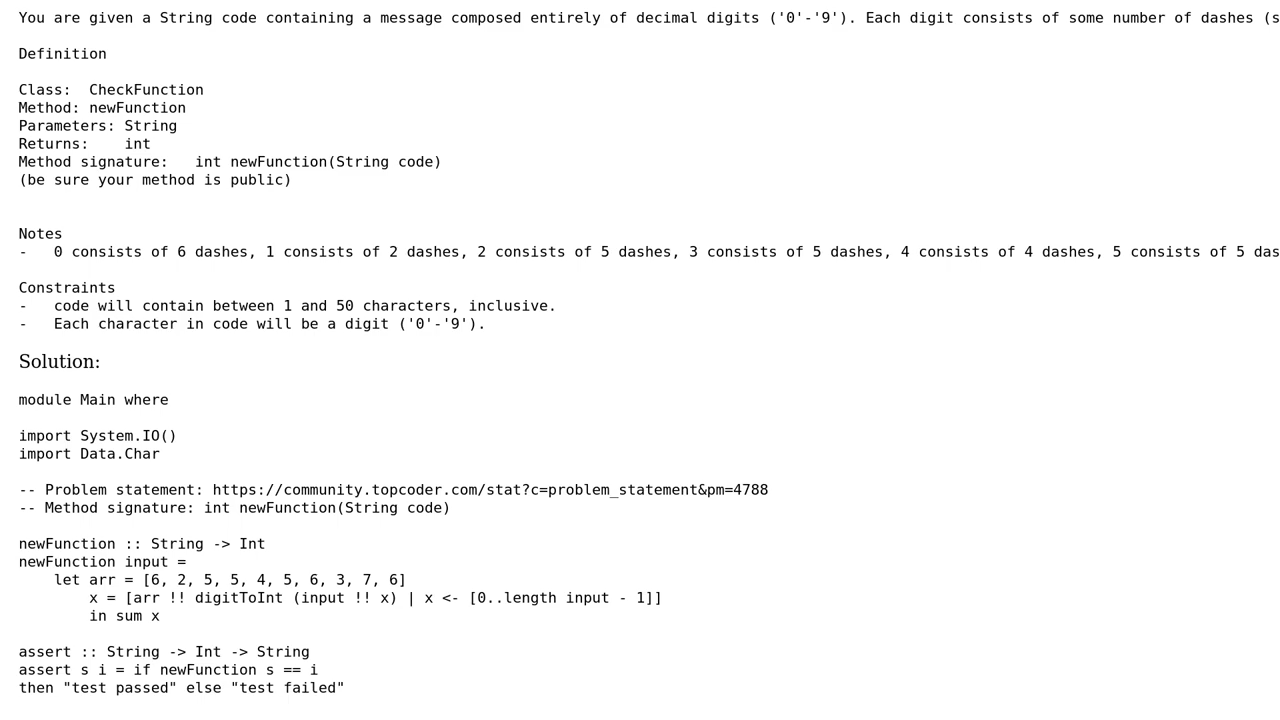 You are given a String code containing a message composed entirely of decimal digits ('0'-'9'). Each digit consists of some number of dashes (s
Definition
Class:  CheckFunction
Method: newFunction
Parameters: String
Returns:    int
Method signature:   int newFunction(String code)
(be sure your method is public)
Notes
-   0 consists of 6 dashes, 1 consists of 2 dashes, 2 consists of 5 dashes, 3 consists of 5 dashes, 4 consists of 4 dashes, 5 consists of 5 das
Constraints
-   code will contain between 1 and 50 characters, inclusive.
-   Each character in code will be a digit ('0'-'9').
Solution:
module Main where
import System.IO()
import Data.Char
-- Problem statement: https://community.topcoder.com/stat?c=problem_statement&pm=4788
-- Method signature: int newFunction(String code)
newFunction :: String -> Int
newFunction input =
    let arr = [6, 2, 5, 5, 4, 5, 6, 3, 7, 6]
        x = [arr !! digitToInt (input !! x) | x <- [0..length input - 1]]
        in sum x
assert :: String -> Int -> String
assert s i = if newFunction s == i
then "test passed" else "test failed"